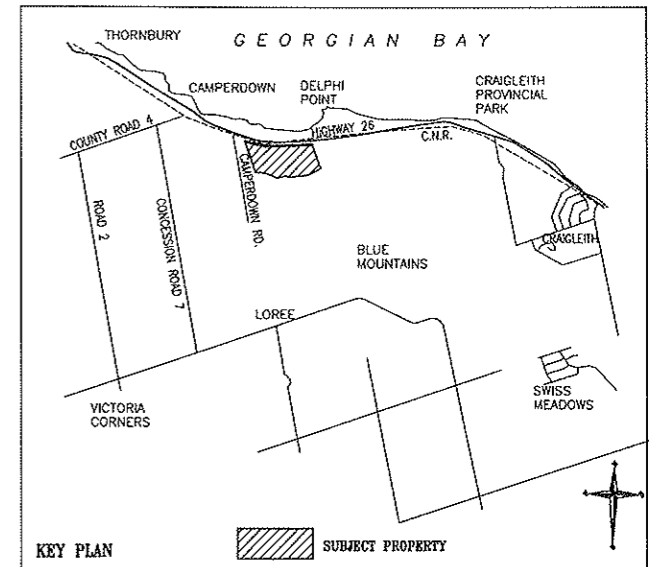 THORNBURY
GEORGIAN BAY
CAMPERDOWN
DELPHI
POINT
CRAIGLEITH
PROVINCIAL
PARK
COUNTY ROAD 4
HIGHWAY 26
C.N.R.
CAMPERDOWN RD.
ROAD 2
CONCESSION ROAD 7
CRAIGLEITH
BLUE
MOUNTAINS
LOREE
VICTORIA
CORNERS
SWISS
MEADOWS
KEY PLAN
SUBJECT PROPERTY